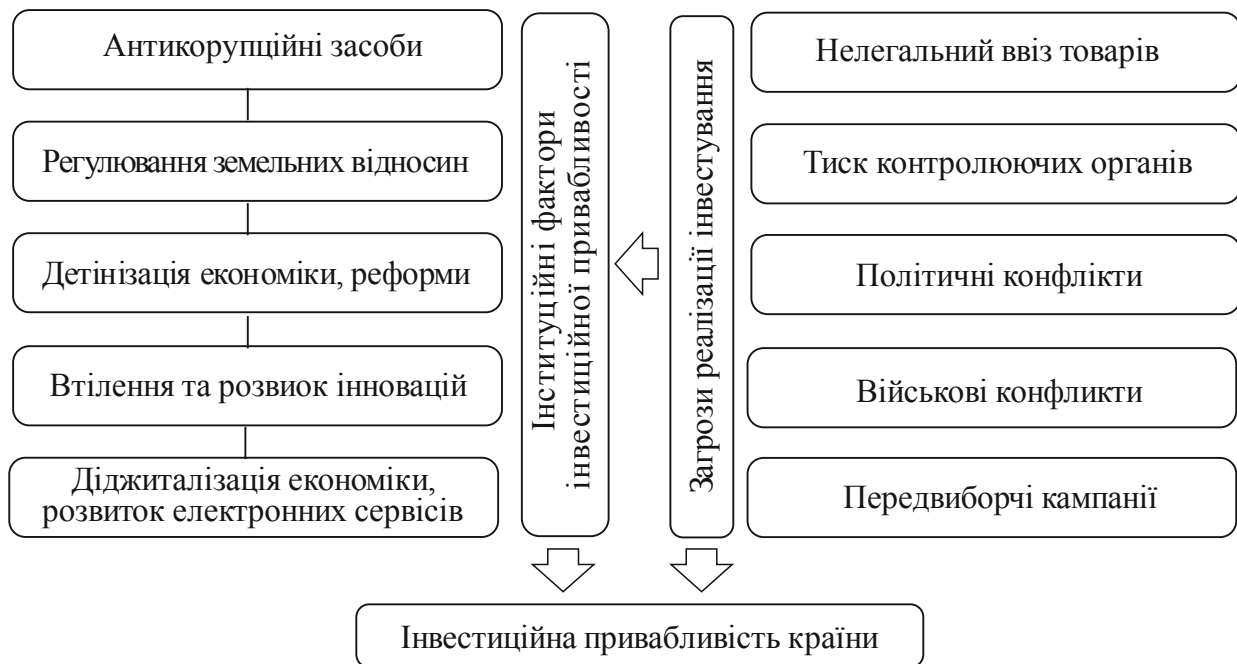 Антикорупційні засоби
Регулювання земельних відносин
Детінізація економіки, реформи
Втілення та розвиок інновацій
Діджиталізація економіки,
розвиток електронних сервісів
Інституційні фактори
інвестиційної привабливості
Загрози реалізації інвестування
Нелегальний ввіз товарів
Тиск контролюючих органів
Політичні конфлікти
Військові конфликти
Передвиборчі кампанії
Інвестиційна привабливість країни